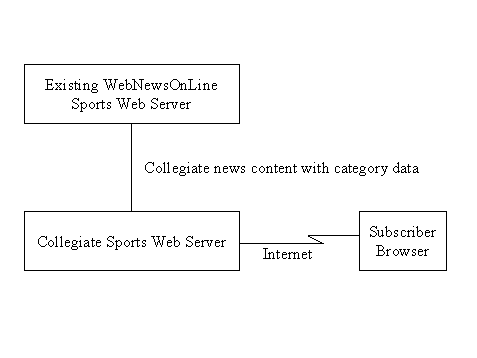 Existing WebNewsOnLine
Sports Web Server
Collegiate news content with category data
Collegiate Sports Web Server
Internet
Subscriber
Browser